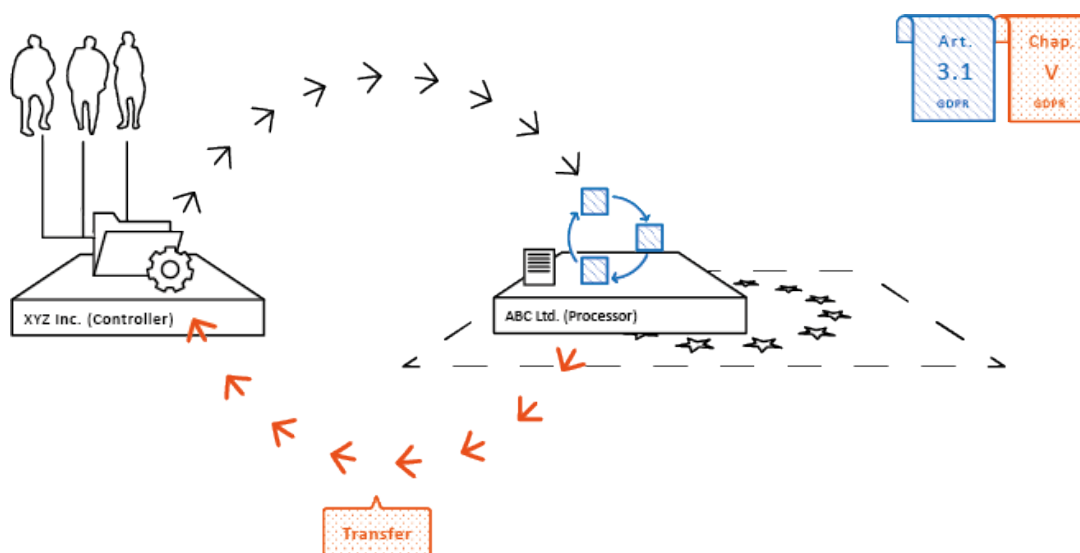 Art.
3.1
GDPR
Chap.
V
GDPR
XYZ Inc. (Controller)
ABC Ltd. (Processor)
Transfer